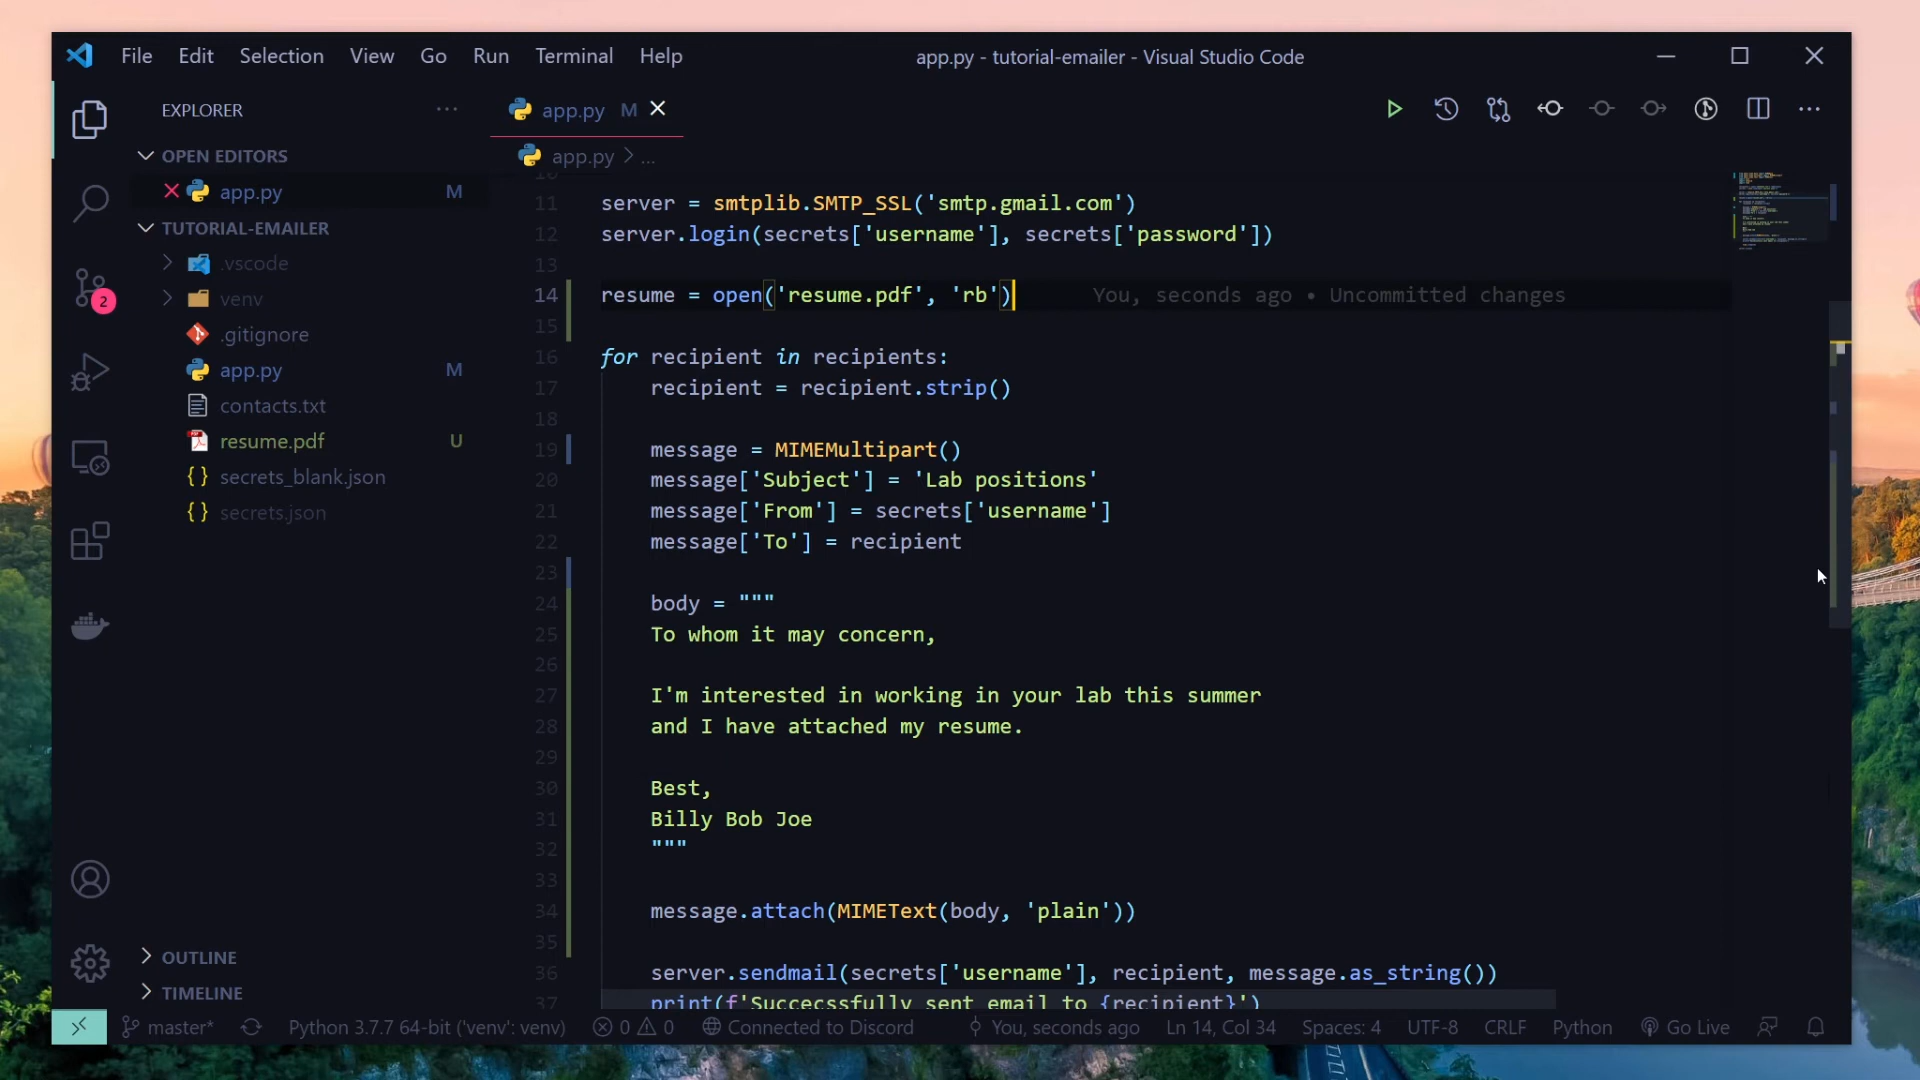 File Edit Selection View Go Run Terminal Help
app.py - tutorial-emailer - Visual Studio Code
EXPLORER
OPEN EDITORS
app.py M
TUTORIAL-EMAILER
.vscode
venv
.gitignore
app.py M
contacts.txt
resume.pdf U
{} secrets_blank.json
{} secrets.json
OUTLINE
TIMELINE
2
app.py M
app.py > ...
10
11 server = smtplib.SMTP_SSL('smtp.gmail.com')
12 server.login(secrets['username'], secrets['password'])
13
14 resume = open('resume.pdf', 'rb') You, seconds ago • Uncommitted changes
15
16 for recipient in recipients:
17 recipient = recipient.strip()
18
19 message = MIMEMultipart()
20 message['Subject'] = 'Lab positions'
21 message['From'] = secrets['username']
22 message['To'] = recipient
23
24 body = """
25 To whom it may concern,
26
27 I'm interested in working in your lab this summer
28 and I have attached my resume.
29
30 Best,
31 Billy Bob Joe
32 """
33
34 message.attach(MIMEText(body, 'plain'))
35
36 server.sendmail(secrets['username'], recipient, message.as_string())
37 print(f'Succecssfully sent email to {recipient}')
master* Python 3.7.7 64-bit ('venv': venv) 0 0 Connected to Discord You, seconds ago Ln 14, Col 34 Spaces: 4 UTF-8 CRLF Python Go Live